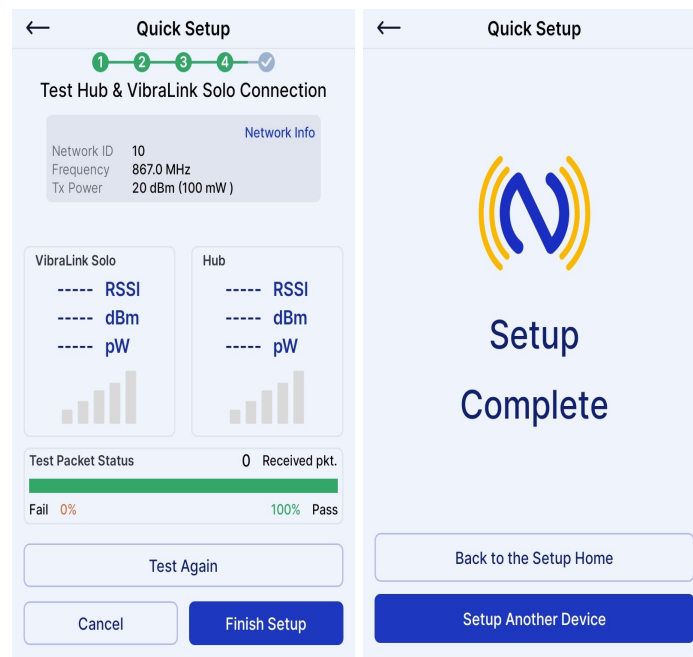 Quick Setup
1 2 3 4
Test Hub & VibraLink Solo Connection
Network Info
Network ID 10
Frequency 867.0 MHz
Tx Power 20 dBm (100 mW )
VibraLink Solo
----- RSSI
----- dBm
----- pW
Hub
----- RSSI
----- dBm
----- pW
Test Packet Status 0 Received pkt.
Fail 0% 100% Pass
Test Again
Cancel Finish Setup
Quick Setup
Setup
Complete
Back to the Setup Home
Setup Another Device